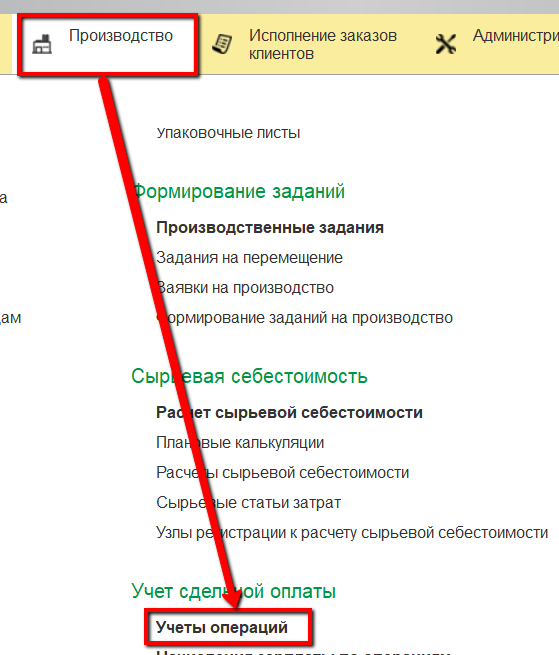 Производство
Исполнение заказов
клиентов
Администри
Упаковочные листы
а
Формирование заданий
Производственные задания
Задания на перемещение
Заявки на производство
дам
Формирование заданий на производство
Сырьевая себестоимость
Расчет сырьевой себестоимости
Плановые калькуляции
Расчеты сырьевой себестоимости
Сырьевые статьи затрат
Узлы регистрации к расчету сырьевой себестоимости
Учет сдельной оплаты
Учеты операций